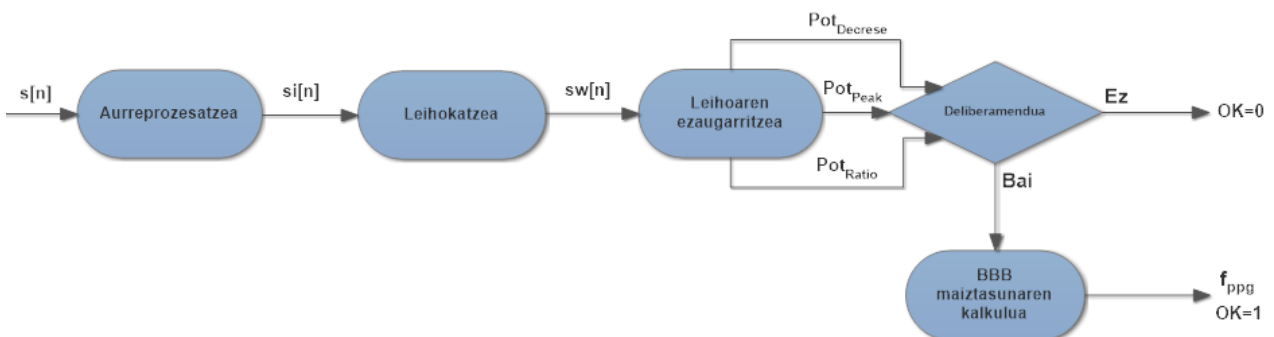 s[n]
Aurreprozesatzea
si[n]
Leihokatzea
sw[n]
Leihoaren
ezaugarritzea
Pot_Decrese
Pot_Peak
Pot_Ratio
Deliberamendua
Ez
OK=0
Bai
BBB
maiztasunaren
kalkulua
f_ppg
OK=1